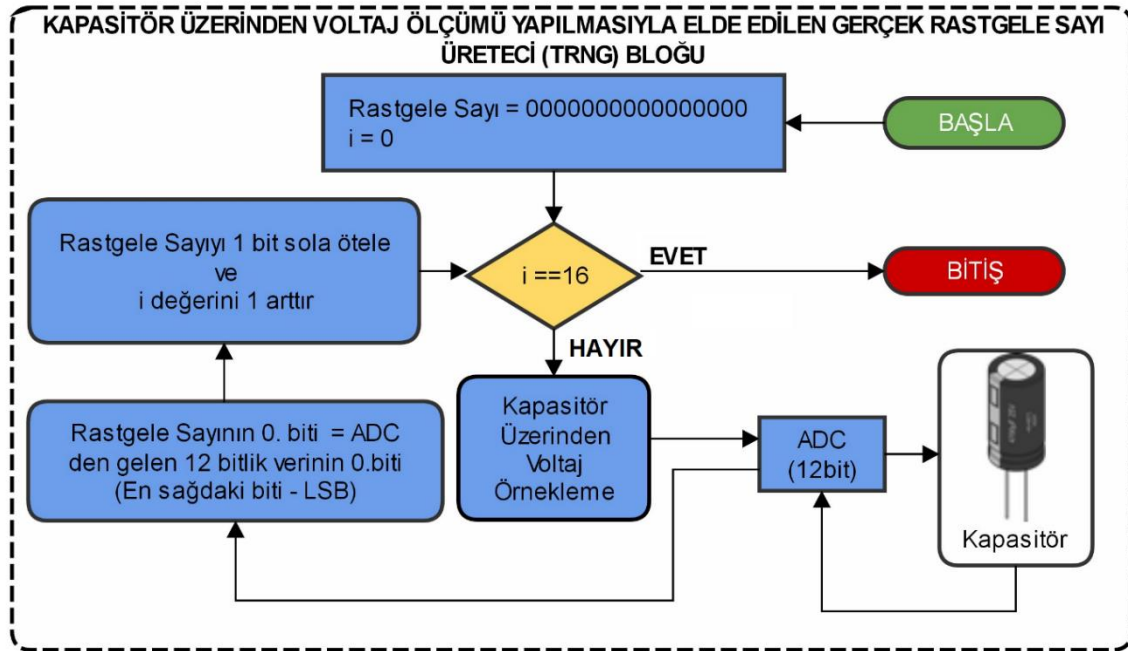 KAPASİTÖR ÜZERİNDEN VOLTAJ ÖLÇÜMÜ YAPILMASIYLA ELDE EDİLEN GERÇEK RASTGELE SAYI
ÜRETECİ (TRNG) BLOĞU
Rastgele Sayı = 0000000000000000
i = 0
BAŞLA
Rastgele Sayıyı 1 bit sola ötele
ve
i değerini 1 arttır
i ==16
EVET
BİTİŞ
HAYIR
Rastgele Sayının 0. biti = ADC
den gelen 12 bitlik verinin 0.biti
(En sağdaki biti - LSB)
Kapasitör
Üzerinden
Voltaj
Örnekleme
ADC
(12bit)
Kapasitör